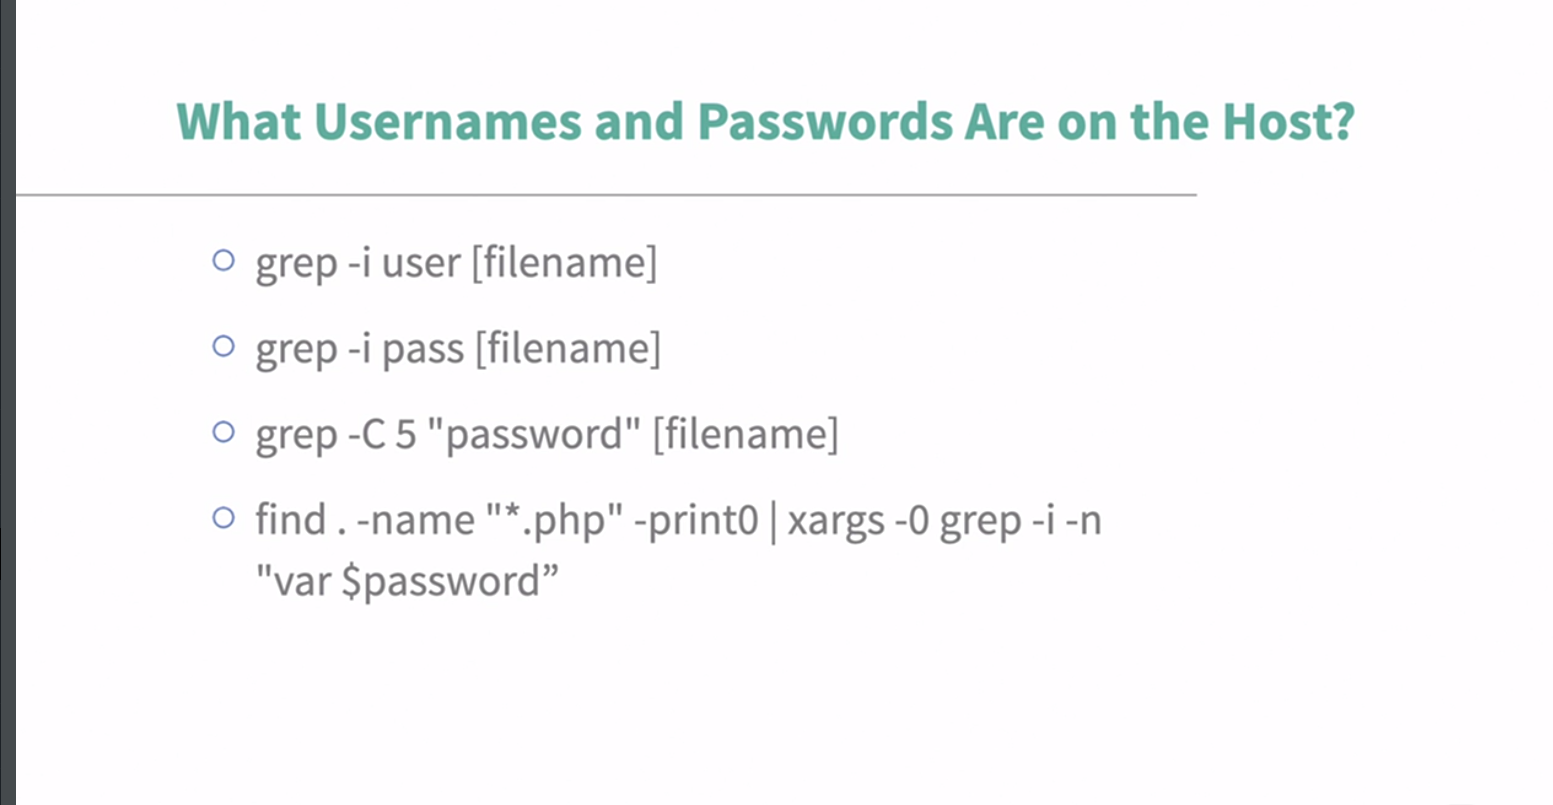 What Usernames and Passwords Are on the Host?
grep -i user [filename]
grep -i pass [filename]
grep -C 5 "password" [filename]
find . -name "*.php" -print0 | xargs -0 grep -i -n
"var $password”